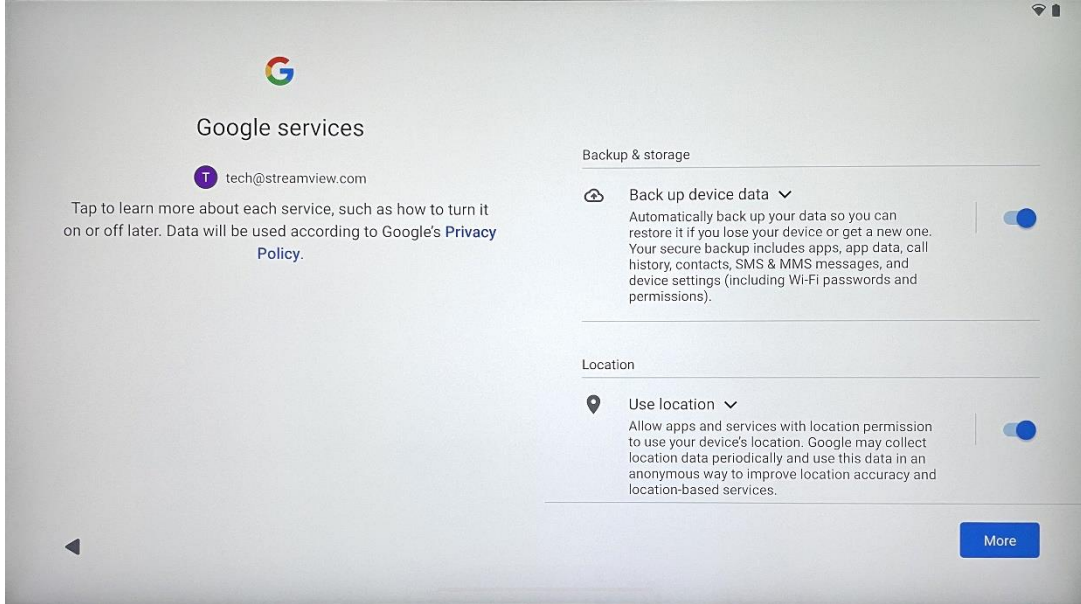 Google services
T tech@streamview.com
Tap to learn more about each service, such as how to turn it
on or off later. Data will be used according to Google's Privacy
Policy.
Backup & storage
Back up device data
Automatically back up your data so you can
restore it if you lose your device or get a new one.
Your secure backup includes apps, app data, call
history, contacts, SMS & MMS messages, and
device settings (including Wi-Fi passwords and
permissions).
Location
Use location
Allow apps and services with location permission
to use your device's location. Google may collect
location data periodically and use this data in an
anonymous way to improve location accuracy and
location-based services.
More